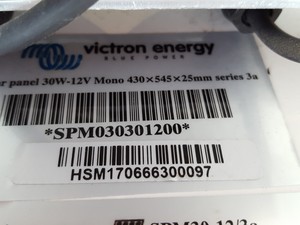 victron energy
BLUE POWER
r panel 30W-12V Mono 430×545×25mm series 3a
*SPM030301200*
HSM170666300097